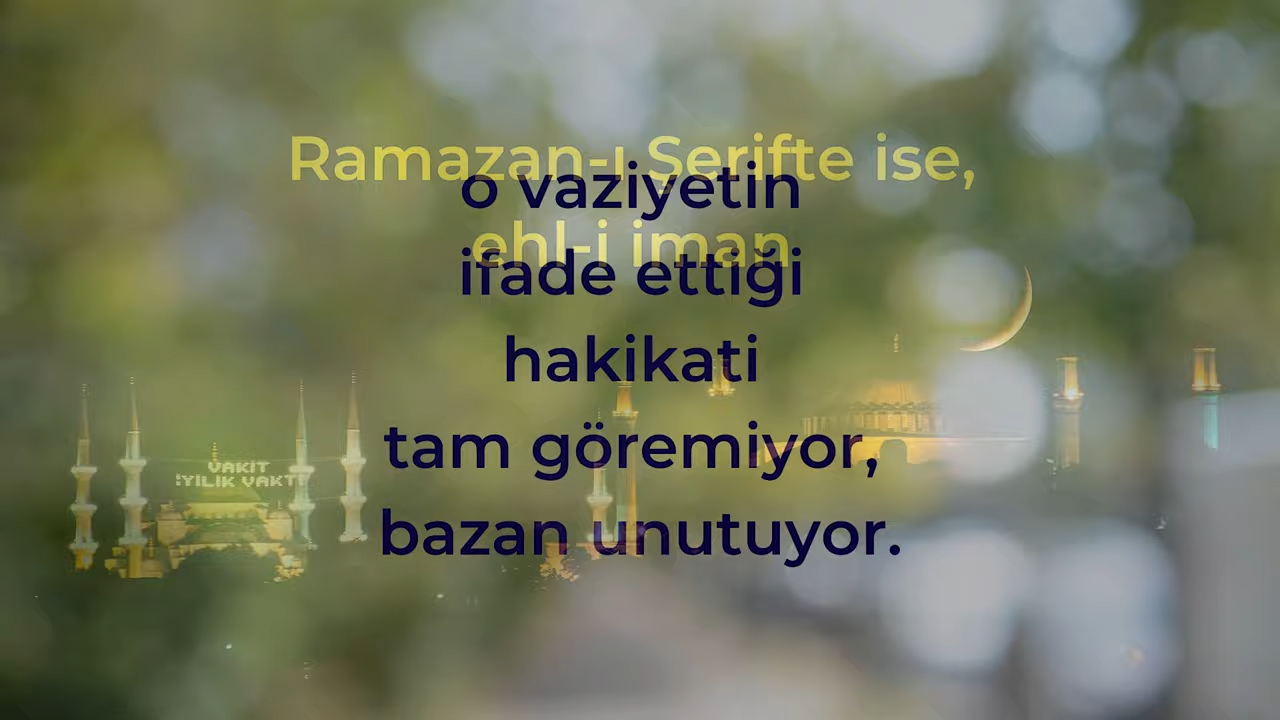 Ramazan-ı Şerifte ise,
ehl-i iman
o vaziyetin
ifade ettiği
hakikati
tam göremiyor,
bazan unutuyor.
VAKİT
İYİLİK VAKTİ